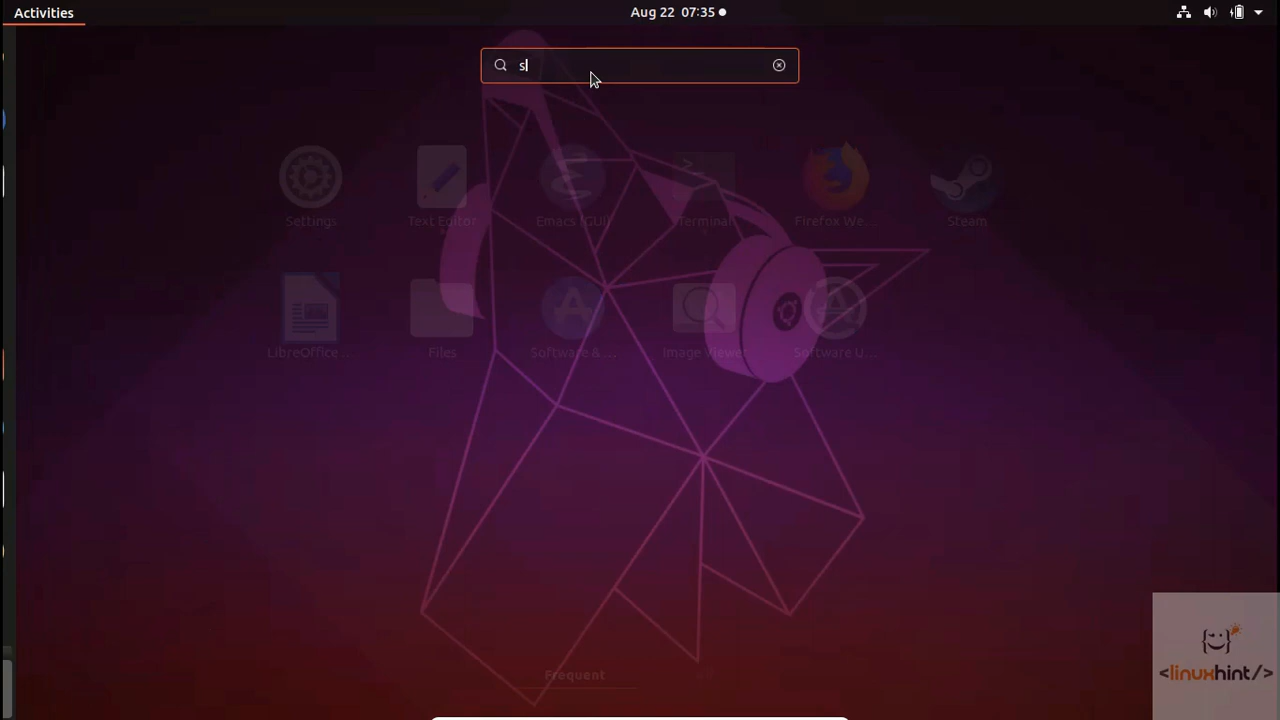 Activities
Aug 22 07:35
s
Settings
Text Editor
Emacs (GUI)
Terminal
Firefox We...
Steam
LibreOffice...
Files
Software & ...
Image Viewer
Software U...
Frequent
<linuxhint/>